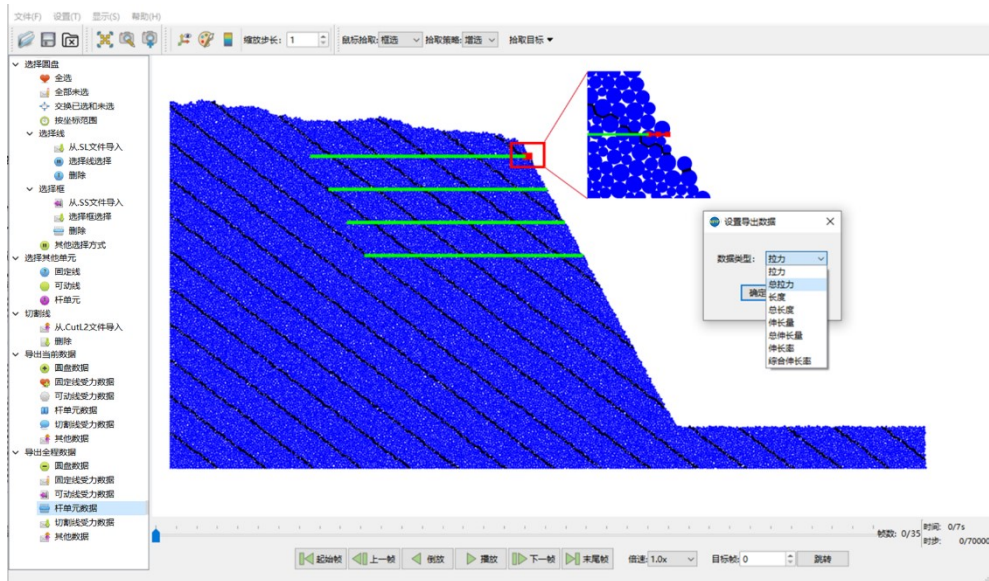 文件(F) 设置(T) 显示(S) 帮助(H)
缩放步长: 1 鼠标拾取: 框选 拾取策略: 增选 拾取目标
选择圆盘
全选
全部未选
交换已选和未选
按坐标范围
选择线
从.SL文件导入
选择线选择
删除
选择框
从.SS文件导入
选择框选择
删除
其他选择方式
选择其他单元
固定线
可动线
杆单元
切割线
从.CutL2文件导入
删除
导出当前数据
圆盘数据
固定线受力数据
可动线受力数据
杆单元数据
切割线受力数据
其他数据
导出全程数据
圆盘数据
固定线受力数据
可动线受力数据
杆单元数据
切割线受力数据
其他数据
设置导出数据
数据类型: 拉力
拉力
总拉力
确定
长度
总长度
伸长量
总伸长量
伸长率
综合伸长率
帧数: 0/35
时间: 0/7s
时步: 0/70000
起始帧 上一帧 倒放 播放 下一帧 末尾帧 倍速: 1.0x 目标帧: 0 跳转